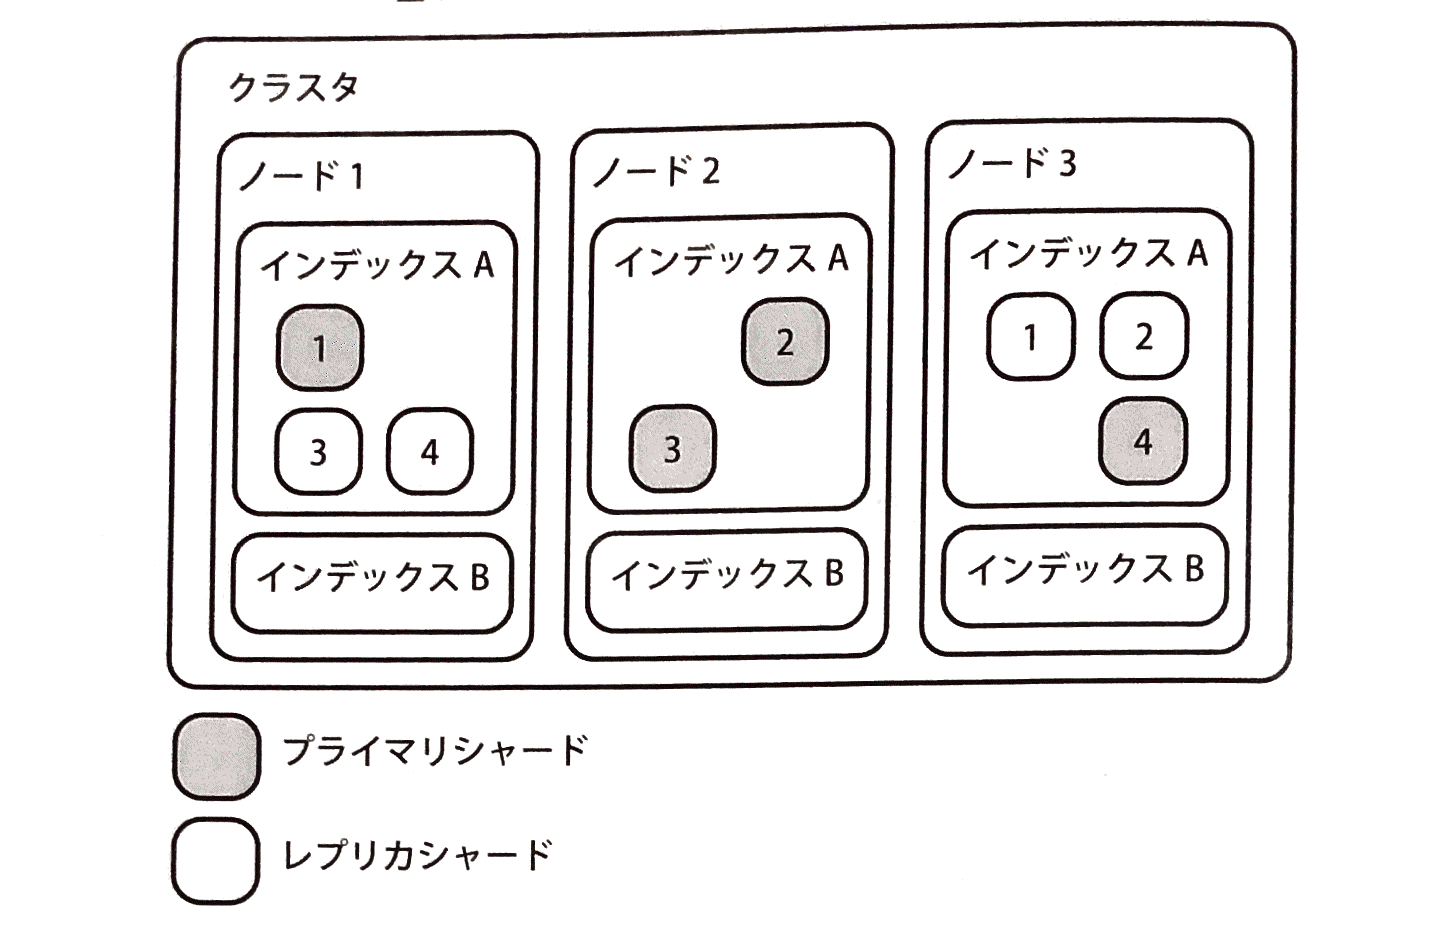 クラスタ
ノード 1
インデックス A
1
3 4
インデックス B
ノード 2
インデックス A
2
3
インデックス B
ノード 3
インデックス A
1 2
4
インデックス B
プライマリシャード
レプリカシャード